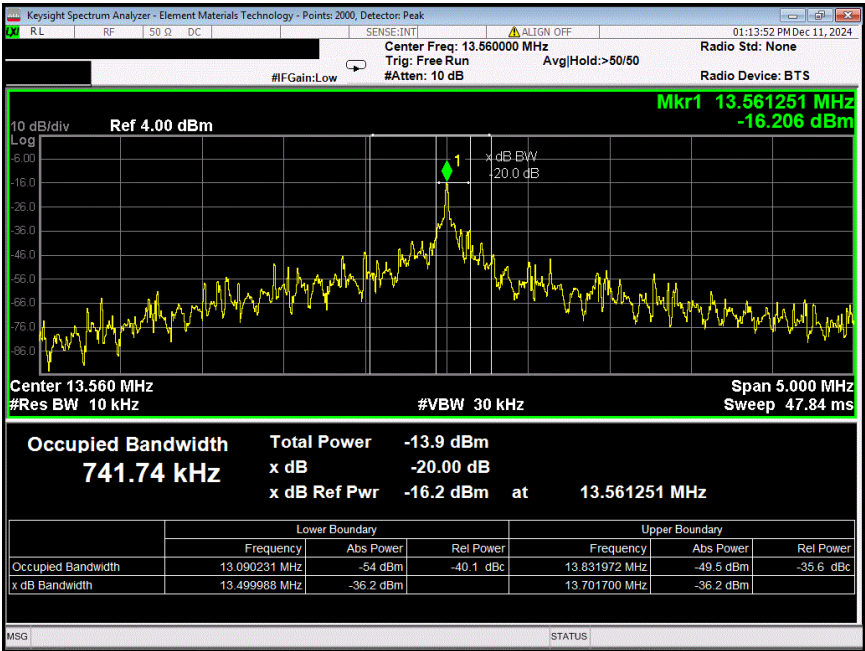 Keysight Spectrum Analyzer - Element Materials Technology - Points: 2000, Detector: Peak
LXI RL RF 50 Ω DC SENSE:INT ALIGN OFF 01:13:52 PM Dec 11, 2024
Center Freq: 13.560000 MHz Radio Std: None
Trig: Free Run Avg|Hold:>50/50
#IFGain:Low #Atten: 10 dB Radio Device: BTS
Mkr1 13.561251 MHz
-16.206 dBm
10 dB/div Ref 4.00 dBm
Log
1 x dB BW
-20.0 dB
-6.00
-16.0
-26.0
-36.0
-46.0
-56.0
-66.0
-76.0
-86.0
Center 13.560 MHz Span 5.000 MHz
#Res BW 10 kHz #VBW 30 kHz Sweep 47.84 ms
Occupied Bandwidth Total Power -13.9 dBm
741.74 kHz x dB -20.00 dB
x dB Ref Pwr -16.2 dBm at 13.561251 MHz
Lower Boundary Upper Boundary
Frequency Abs Power Rel Power Frequency Abs Power Rel Power
Occupied Bandwidth 13.090231 MHz -54 dBm -40.1 dBc 13.831972 MHz -49.5 dBm -35.6 dBc
x dB Bandwidth 13.499988 MHz -36.2 dBm 13.701700 MHz -36.2 dBm
MSG STATUS